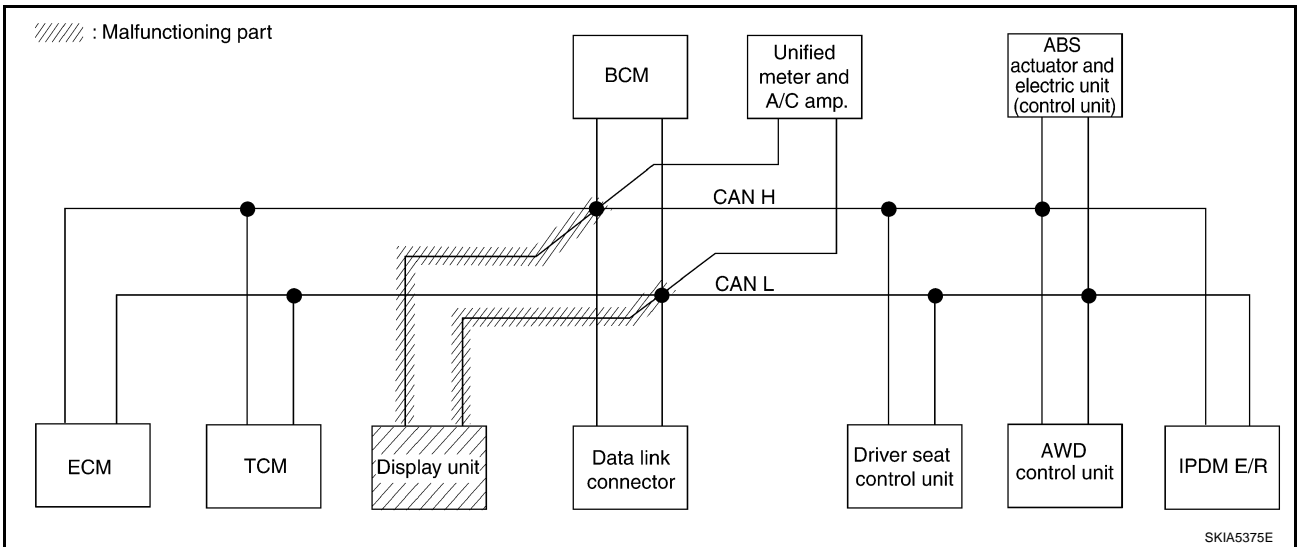 : Malfunctioning part
BCM
Unified
meter and
A/C amp.
ABS
actuator and
electric unit
(control unit)
CAN H
CAN L
ECM
TCM
Display unit
Data link
connector
Driver seat
control unit
AWD
control unit
IPDM E/R
SKIA5375E